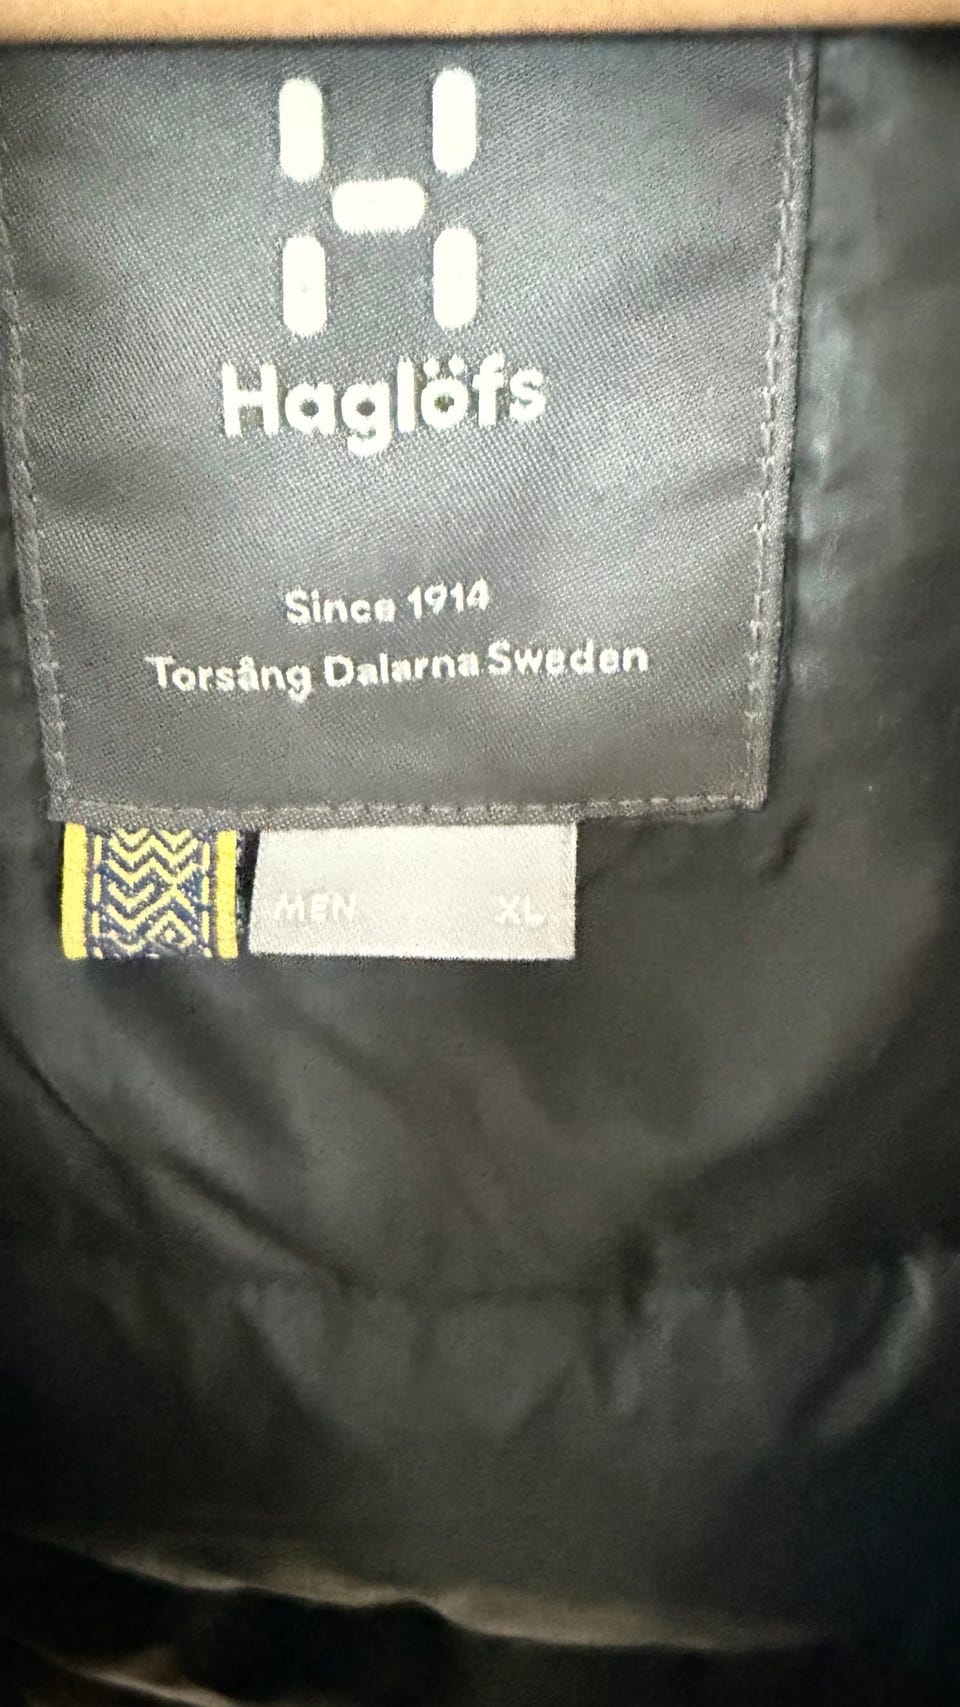 Haglöfs
Since 1914
Torsång Dalarna Sweden
MEN XL